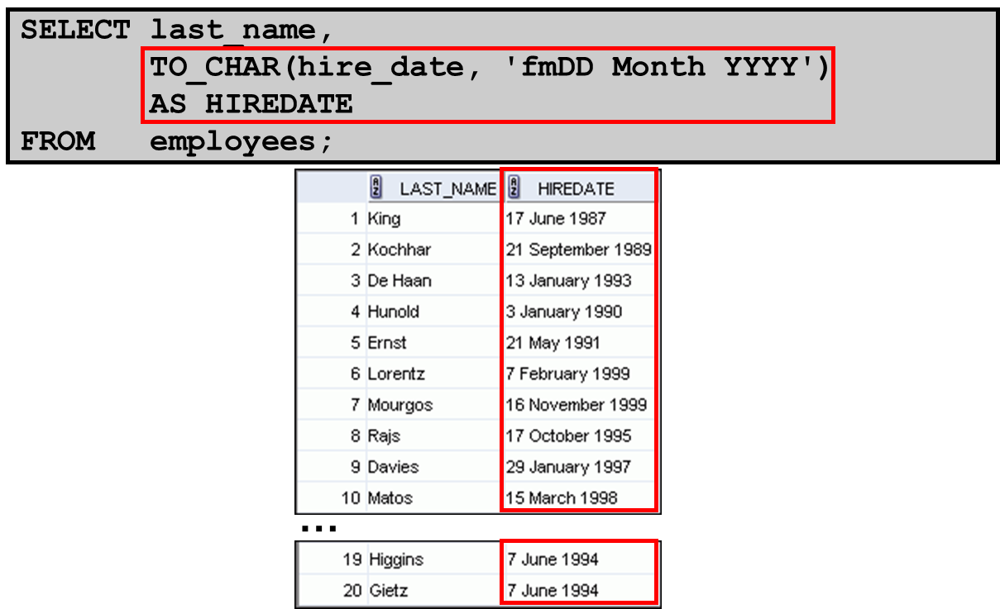 SELECT last_name,
TO_CHAR(hire_date, 'fmDD Month YYYY')
AS HIREDATE
FROM employees;
LAST_NAME HIREDATE
1 King 17 June 1987
2 Kochhar 21 September 1989
3 De Haan 13 January 1993
4 Hunold 3 January 1990
5 Ernst 21 May 1991
6 Lorentz 7 February 1999
7 Mourgos 16 November 1999
8 Rajs 17 October 1995
9 Davies 29 January 1997
10 Matos 15 March 1998
...
19 Higgins 7 June 1994
20 Gietz 7 June 1994